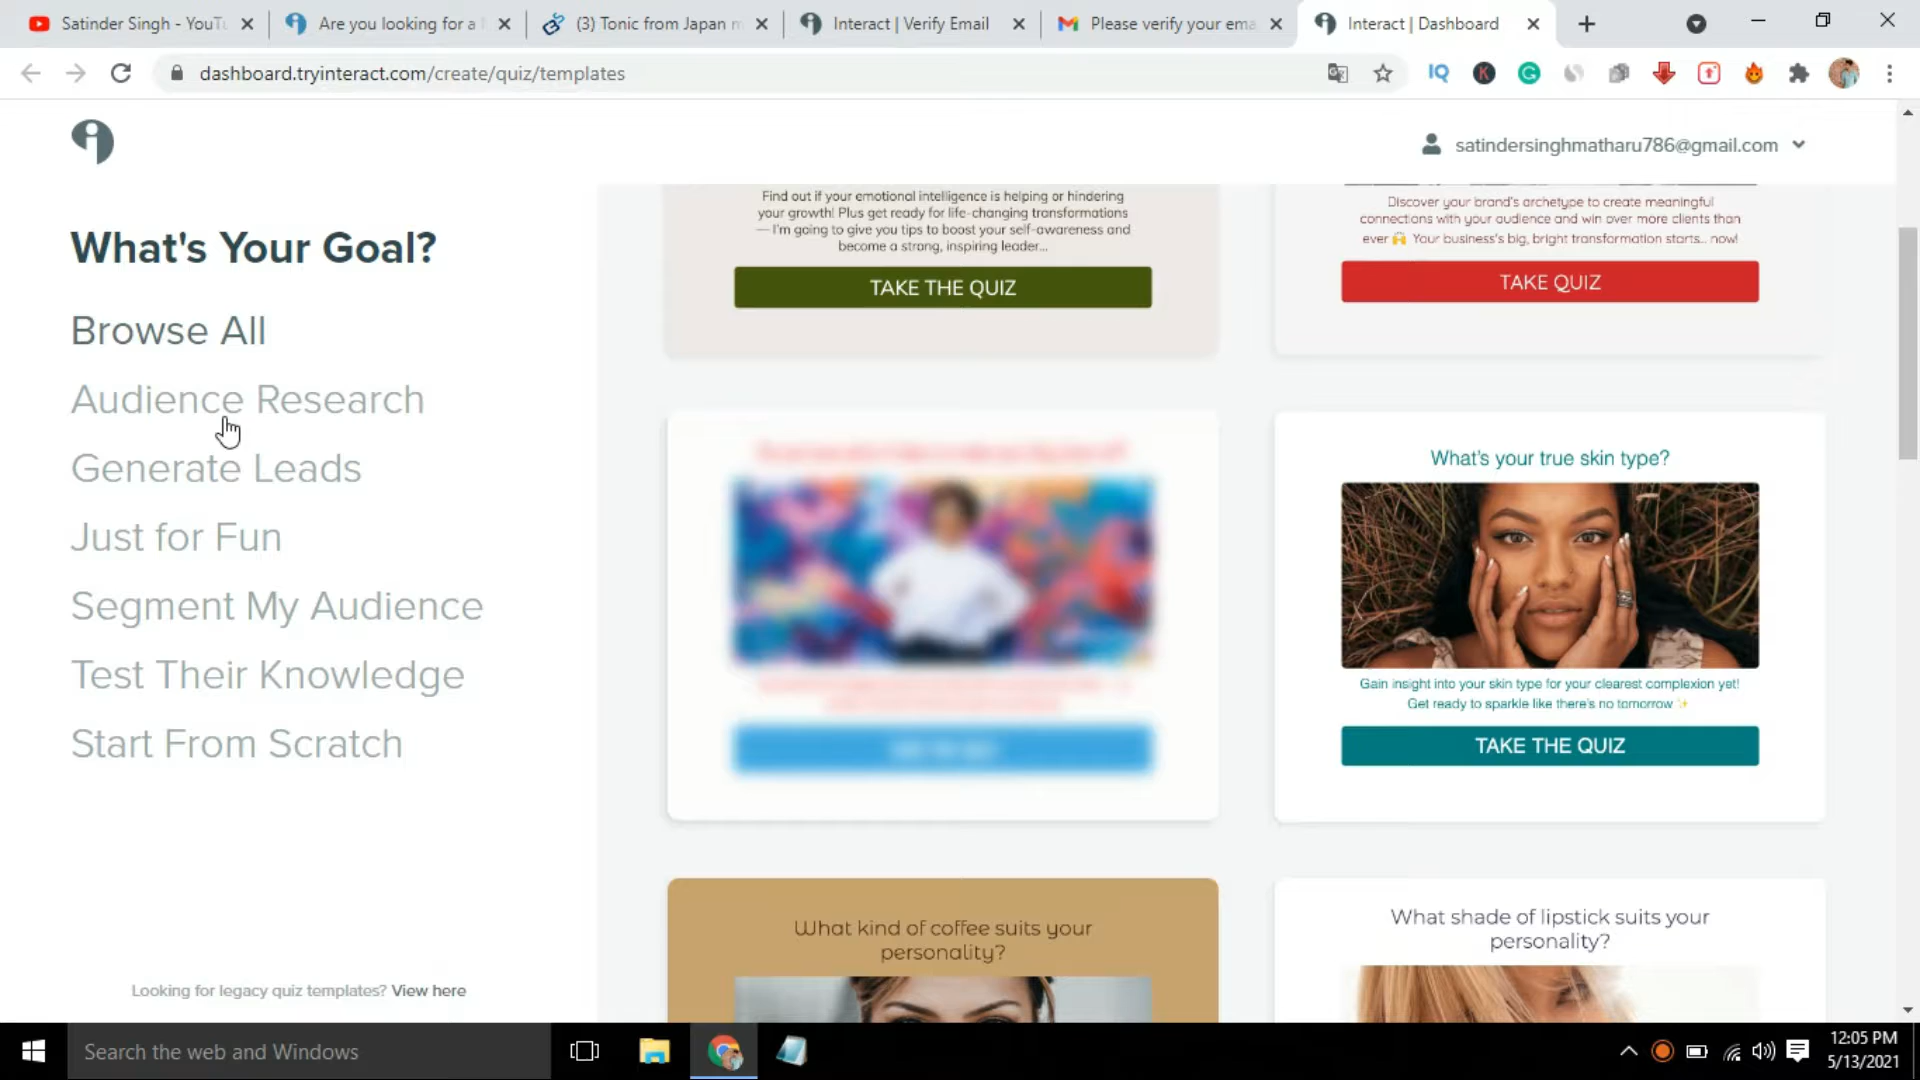 Satinder Singh - YouTu
Are you looking for a
(3) Tonic from Japan m
Interact | Verify Email
Please verify your ema
Interact | Dashboard
dashboard.tryinteract.com/create/quiz/templates
satindersinghmatharu786@gmail.com
What's Your Goal?
Browse All
Audience Research
Generate Leads
Just for Fun
Segment My Audience
Test Their Knowledge
Start From Scratch
Looking for legacy quiz templates? View here
Find out if your emotional intelligence is helping or hindering
your growth! Plus get ready for life-changing transformations
— I'm going to give you tips to boost your self-awareness and
become a strong, inspiring leader...
TAKE THE QUIZ
Discover your brand's archetype to create meaningful
connections with your audience and win over more clients than
ever 🙌 Your business's big, bright transformation starts... now!
TAKE QUIZ
What's your true skin type?
Gain insight into your skin type for your clearest complexion yet!
Get ready to sparkle like there's no tomorrow ✨
TAKE THE QUIZ
What kind of coffee suits your
personality?
What shade of lipstick suits your
personality?
Search the web and Windows
12:05 PM
5/13/2021